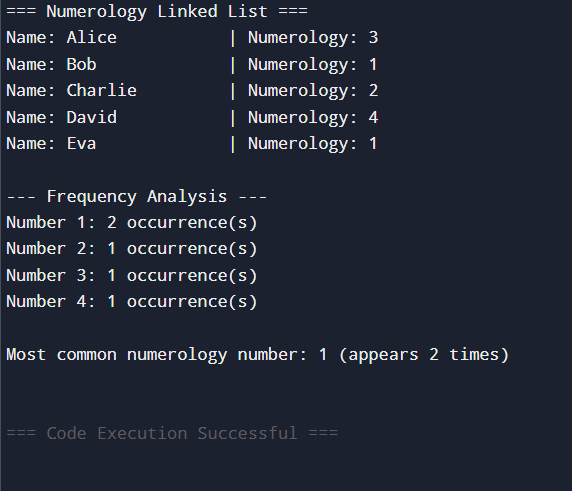 === Numerology Linked List ===
Name: Alice           | Numerology: 3
Name: Bob             | Numerology: 1
Name: Charlie         | Numerology: 2
Name: David           | Numerology: 4
Name: Eva             | Numerology: 1
--- Frequency Analysis ---
Number 1: 2 occurrence(s)
Number 2: 1 occurrence(s)
Number 3: 1 occurrence(s)
Number 4: 1 occurrence(s)
Most common numerology number: 1 (appears 2 times)
=== Code Execution Successful ===